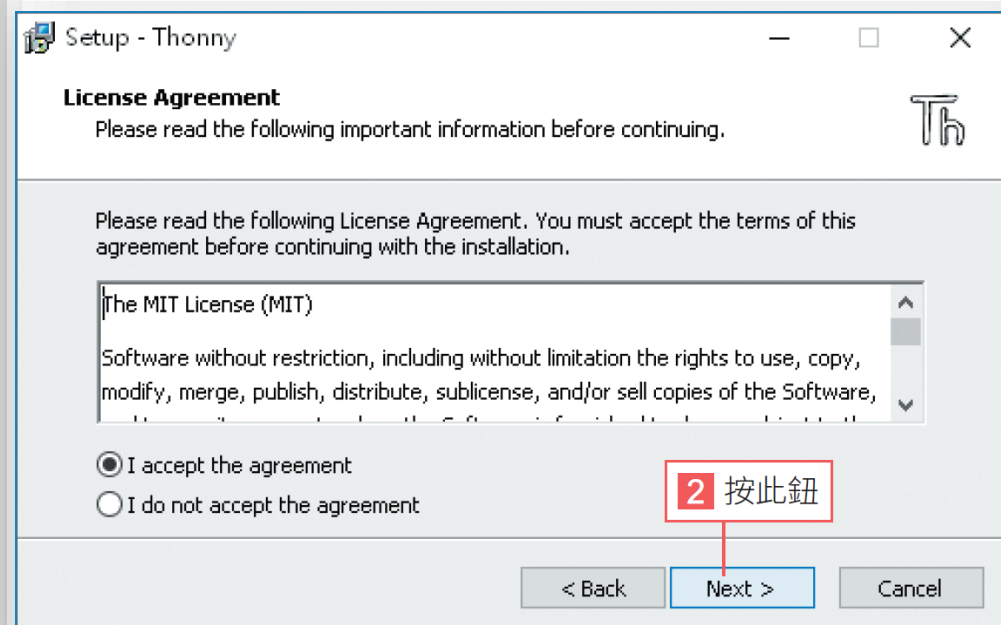 Setup - Thonny
License Agreement
Please read the following important information before continuing.
Th
Please read the following License Agreement. You must accept the terms of this
agreement before continuing with the installation.
The MIT License (MIT)
Software without restriction, including without limitation the rights to use, copy,
modify, merge, publish, distribute, sublicense, and/or sell copies of the Software,
I accept the agreement
I do not accept the agreement
2 按此鈕
< Back
Next >
Cancel